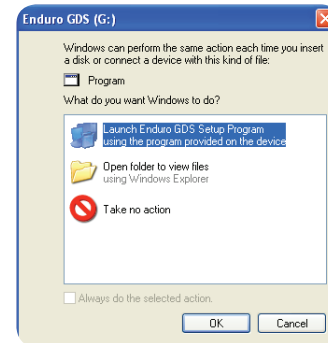 Enduro GDS (G:)
Windows can perform the same action each time you insert
a disk or connect a device with this kind of file:
Program
What do you want Windows to do?
Launch Enduro GDS Setup Program
using the program provided on the device
Open folder to view files
using Windows Explorer
Take no action
Always do the selected action.
OK
Cancel